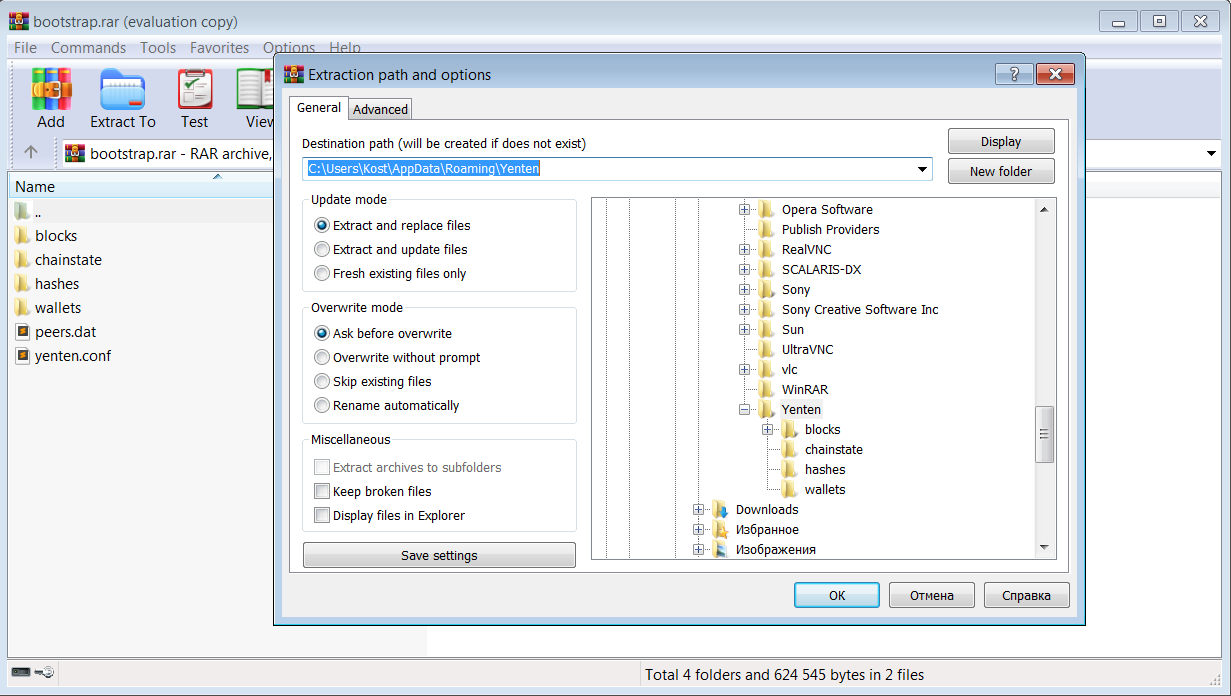 bootstrap.rar (evaluation copy)
File Commands Tools Favorites Options Help
Add Extract To Test View
bootstrap.rar - RAR archive,
Name
..
blocks
chainstate
hashes
wallets
peers.dat
yenten.conf
Extraction path and options
General Advanced
Destination path (will be created if does not exist)
Display
C:\Users\Kost\AppData\Roaming\Yenten
New folder
Update mode
Extract and replace files
Extract and update files
Fresh existing files only
Overwrite mode
Ask before overwrite
Overwrite without prompt
Skip existing files
Rename automatically
Miscellaneous
Extract archives to subfolders
Keep broken files
Display files in Explorer
Save settings
Opera Software
Publish Providers
RealVNC
SCALARIS-DX
Sony
Sony Creative Software Inc
Sun
UltraVNC
vlc
WinRAR
Yenten
blocks
chainstate
hashes
wallets
Downloads
Избранное
Изображения
ОК Отмена Справка
Total 4 folders and 624 545 bytes in 2 files